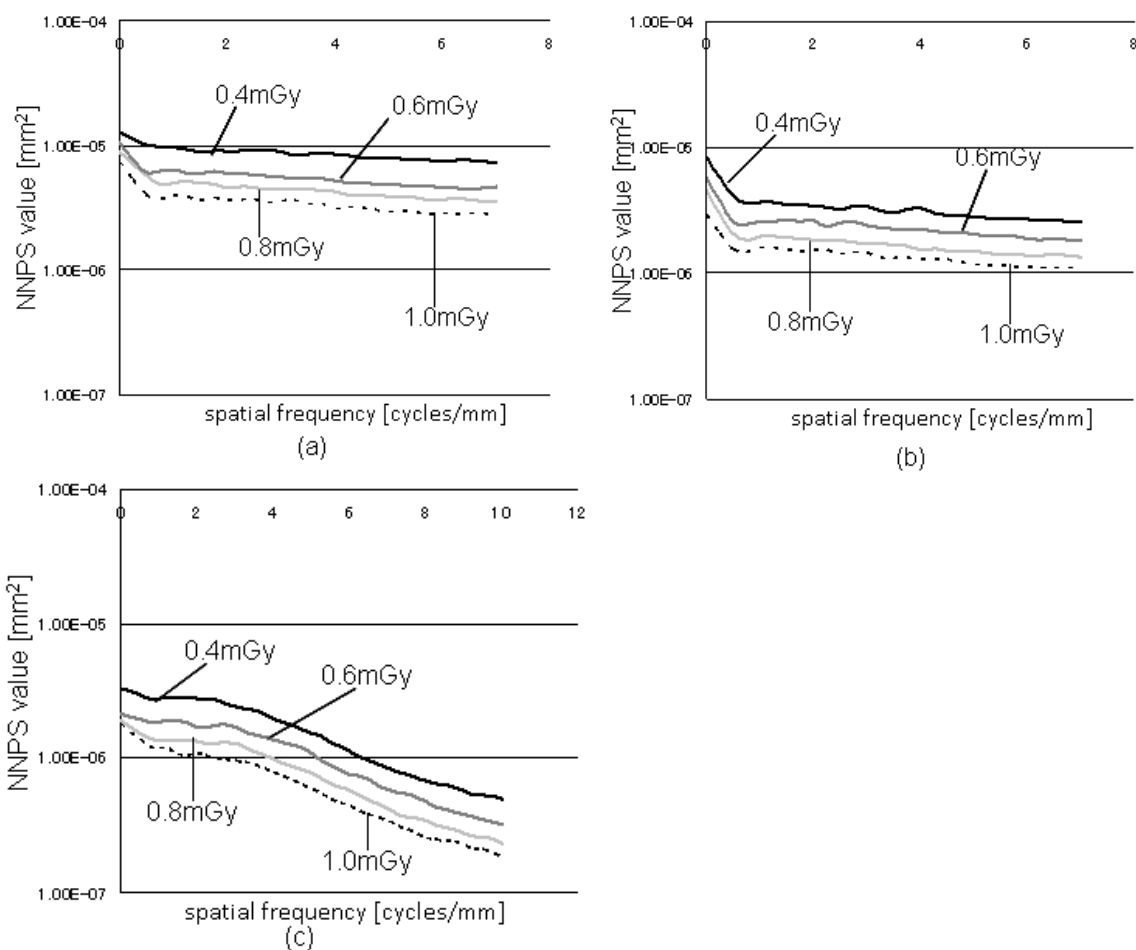 1.00E-04
0 2 4 6 8
0.4mGy
0.6mGy
1.00E-05
NNPS value [mm²]
0.8mGy
1.00E-06
1.0mGy
1.00E-07
spatial frequency [cycles/mm]
(a)
1.00E-04
0 2 4 6 8
0.4mGy
1.00E-05
0.6mGy
NNPS value [mm²]
1.00E-06
0.8mGy
1.0mGy
1.00E-07
spatial frequency [cycles/mm]
(b)
1.00E-04
0 2 4 6 8 10 12
1.00E-05
0.4mGy
0.6mGy
NNPS value [mm²]
1.00E-06
0.8mGy
1.0mGy
1.00E-07
spatial frequency [cycles/mm]
(c)